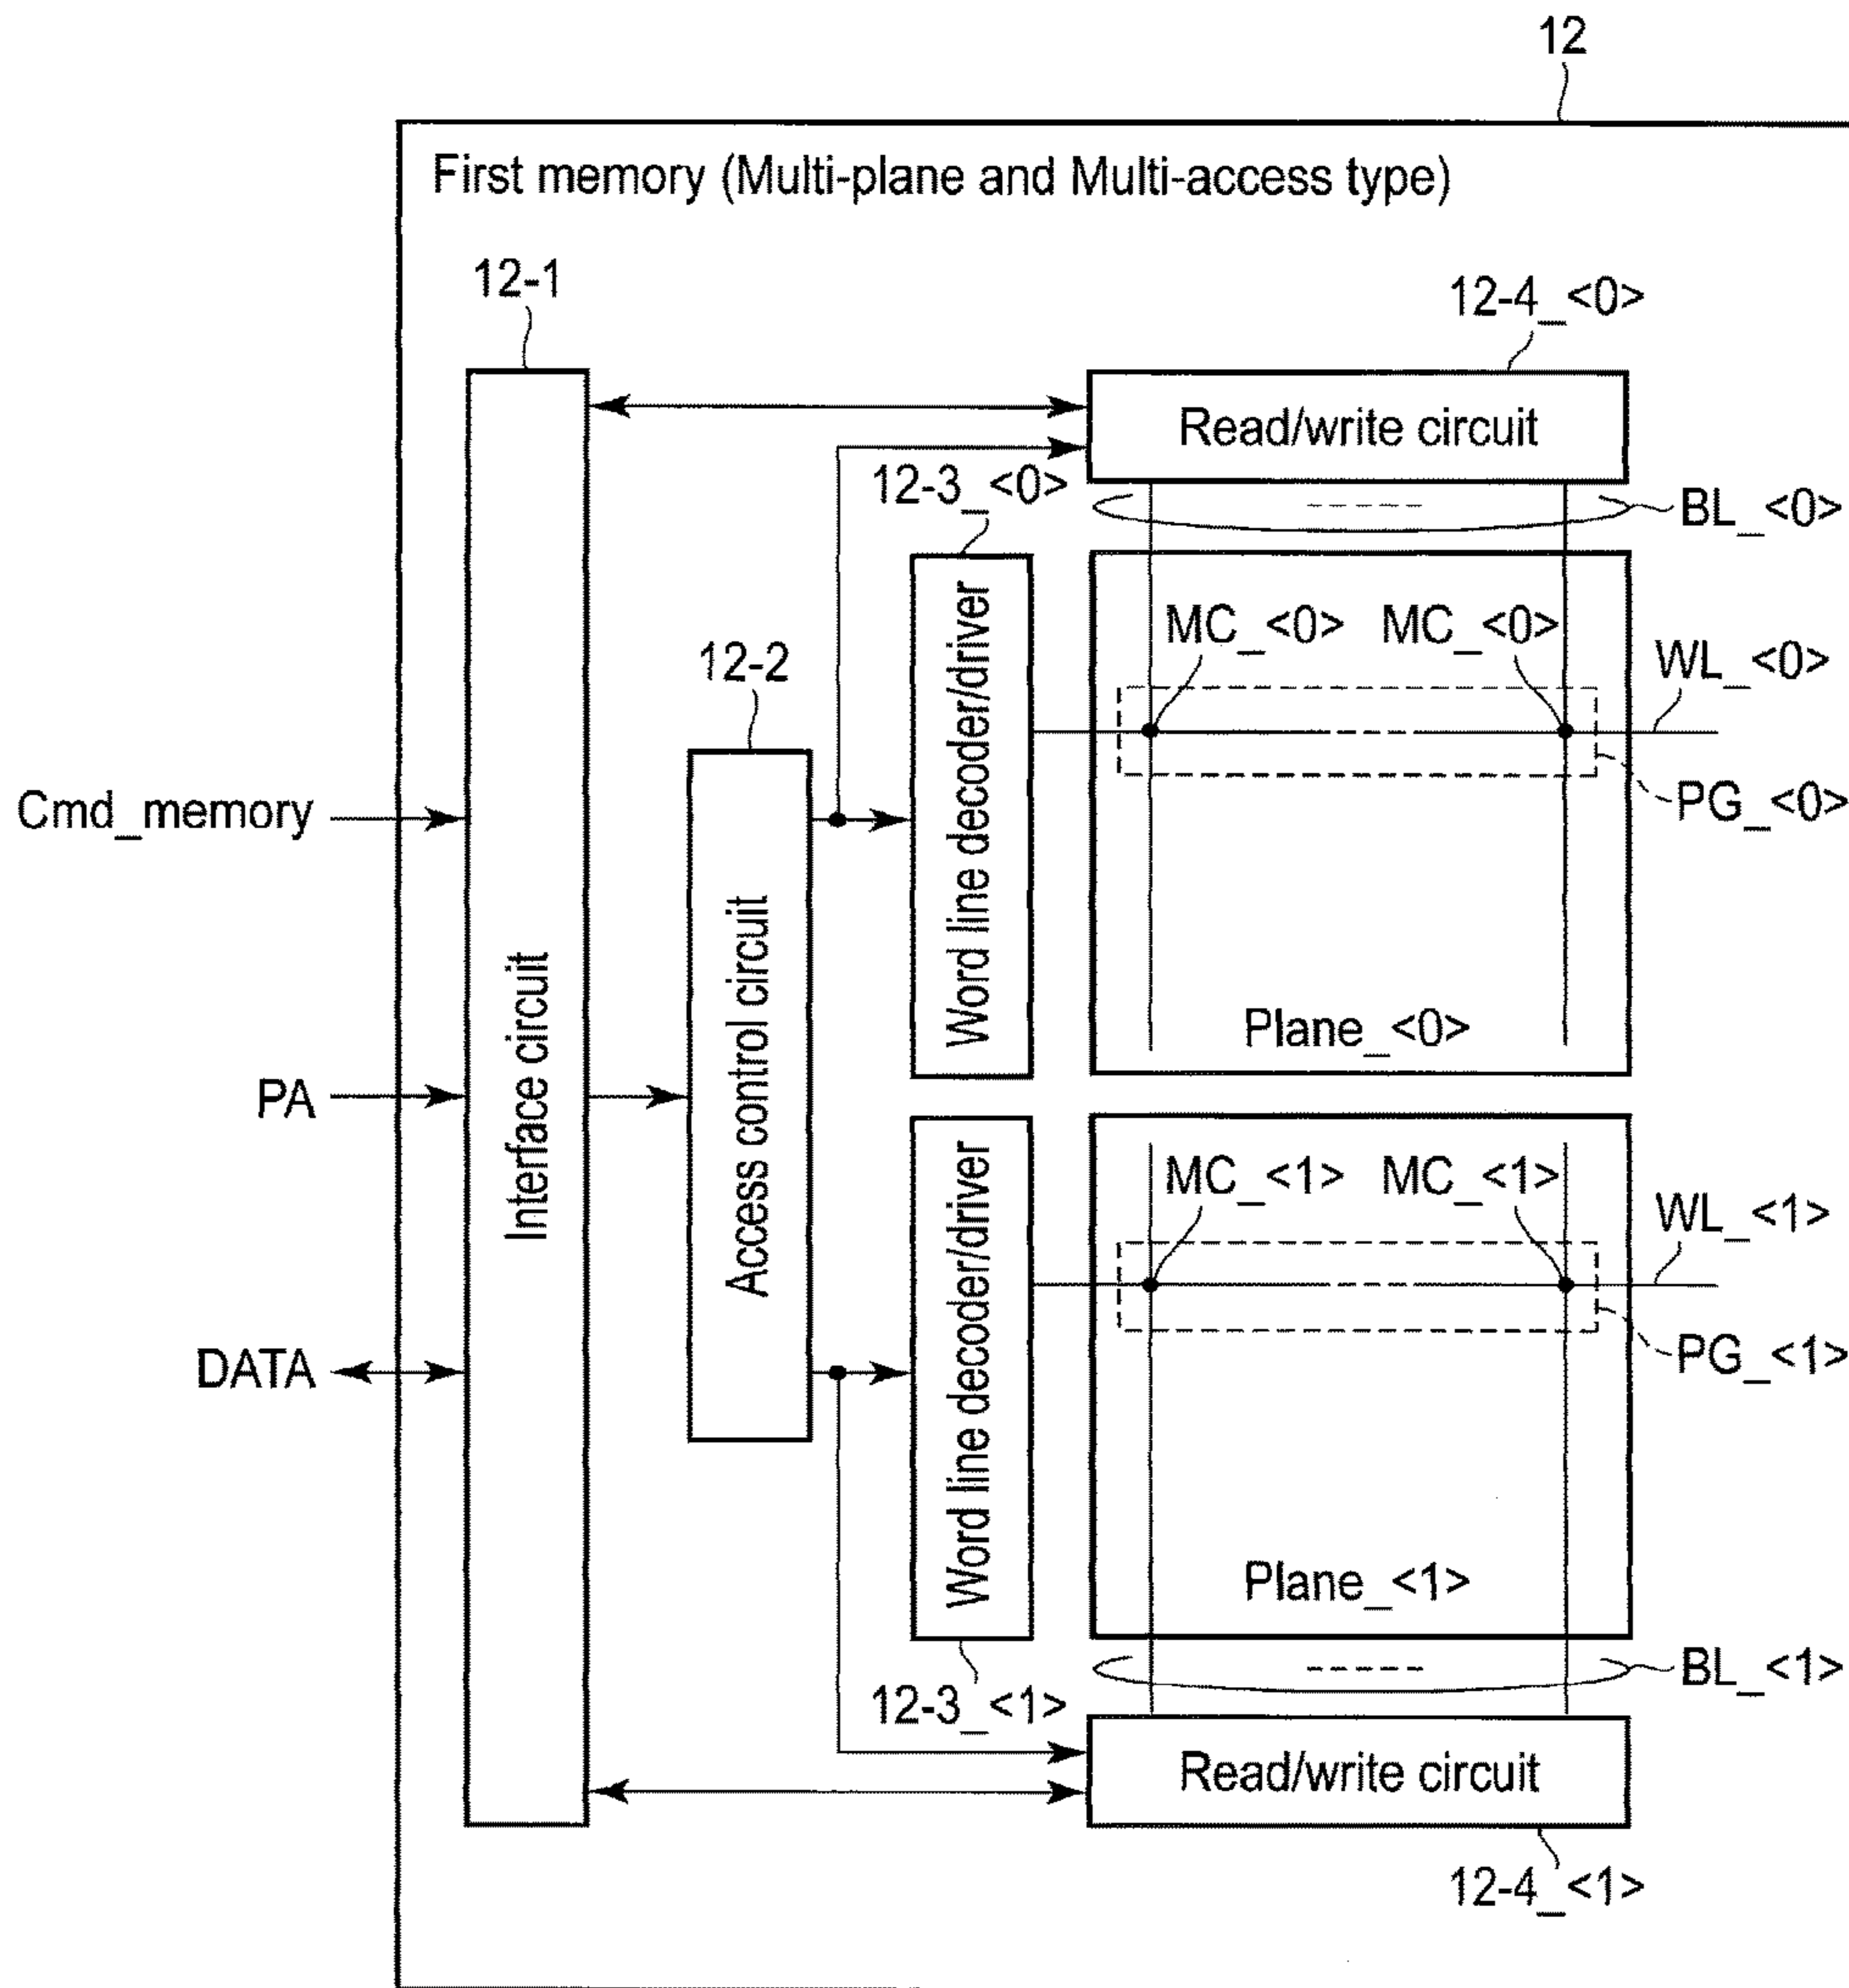 12
First memory (Multi-plane and Multi-access type)
12-1
12-4_<0>
Read/write circuit
12-3_<0>
BL_<0>
Word line decoder/driver
MC_<0> MC_<0>
WL_<0>
12-2
PG_<0>
Cmd_memory
Access control circuit
Interface circuit
Plane_<0>
PA
Word line decoder/driver
MC_<1> MC_<1>
WL_<1>
PG_<1>
DATA
Plane_<1>
BL_<1>
12-3_<1>
Read/write circuit
12-4_<1>